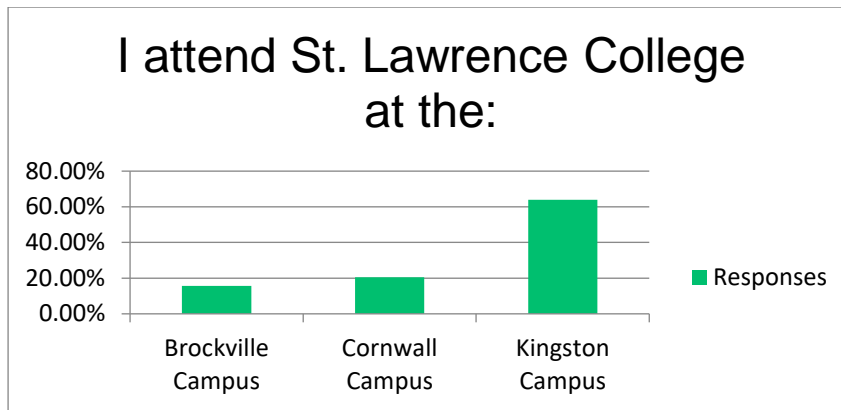 I attend St. Lawrence College
at the:
80.00%
60.00%
40.00%
20.00%
0.00%
Brockville
Campus
Cornwall
Campus
Kingston
Campus
Responses